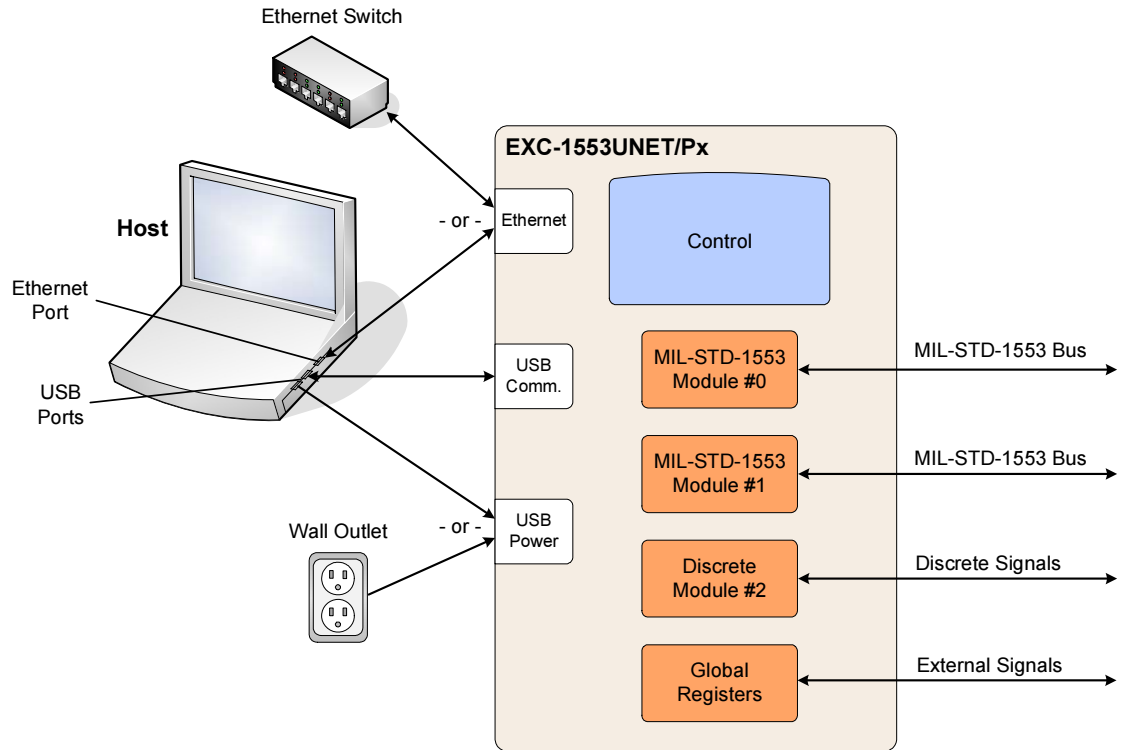 Ethernet Switch
EXC-1553UNET/Px
Host
- or -
Ethernet
Control
Ethernet
Port
USB
Ports
USB
Comm.
MIL-STD-1553
Module #0
MIL-STD-1553 Bus
MIL-STD-1553
Module #1
MIL-STD-1553 Bus
Wall Outlet
- or -
USB
Power
Discrete
Module #2
Discrete Signals
Global
Registers
External Signals